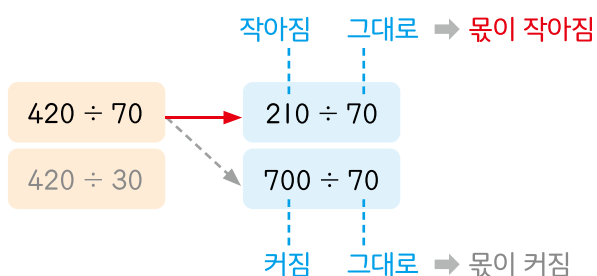 작아짐 그대로 몫이 작아짐
420 ÷ 70 210 ÷ 70
420 ÷ 30 700 ÷ 70
커짐 그대로 몫이 커짐